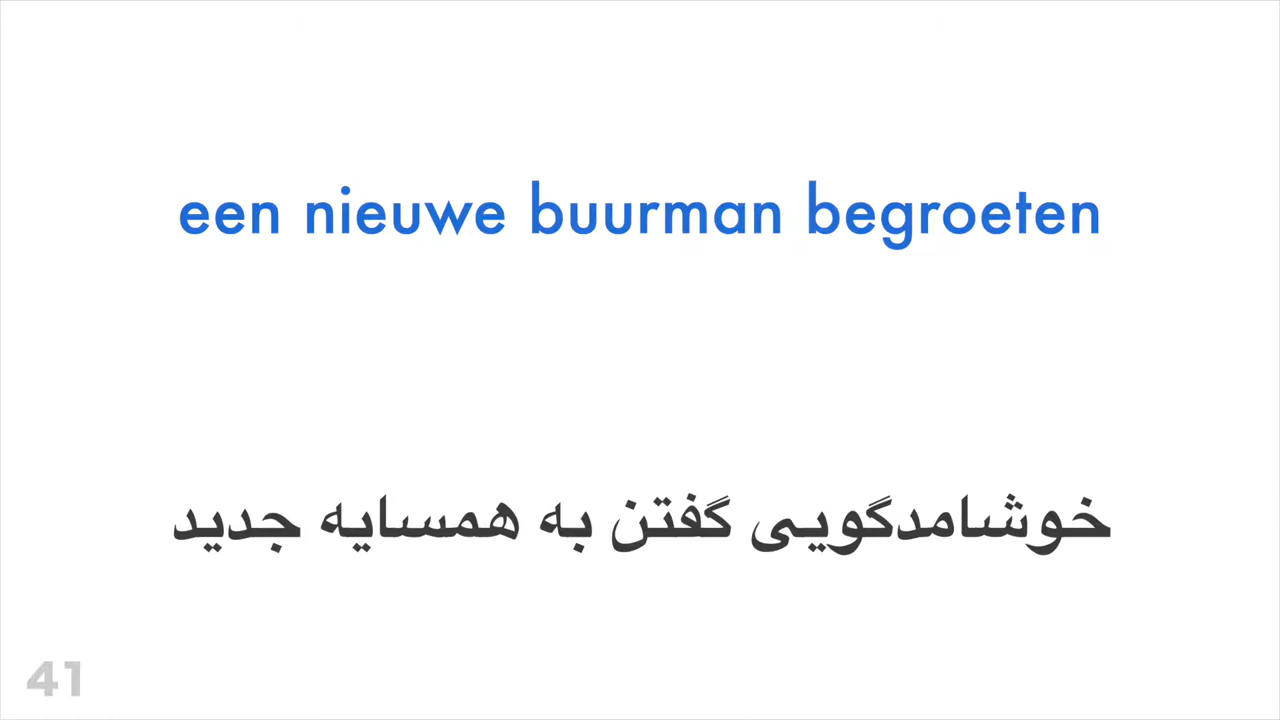 een nieuwe buurman begroeten
خوشامدگویی گفتن به همسایه جدید
41